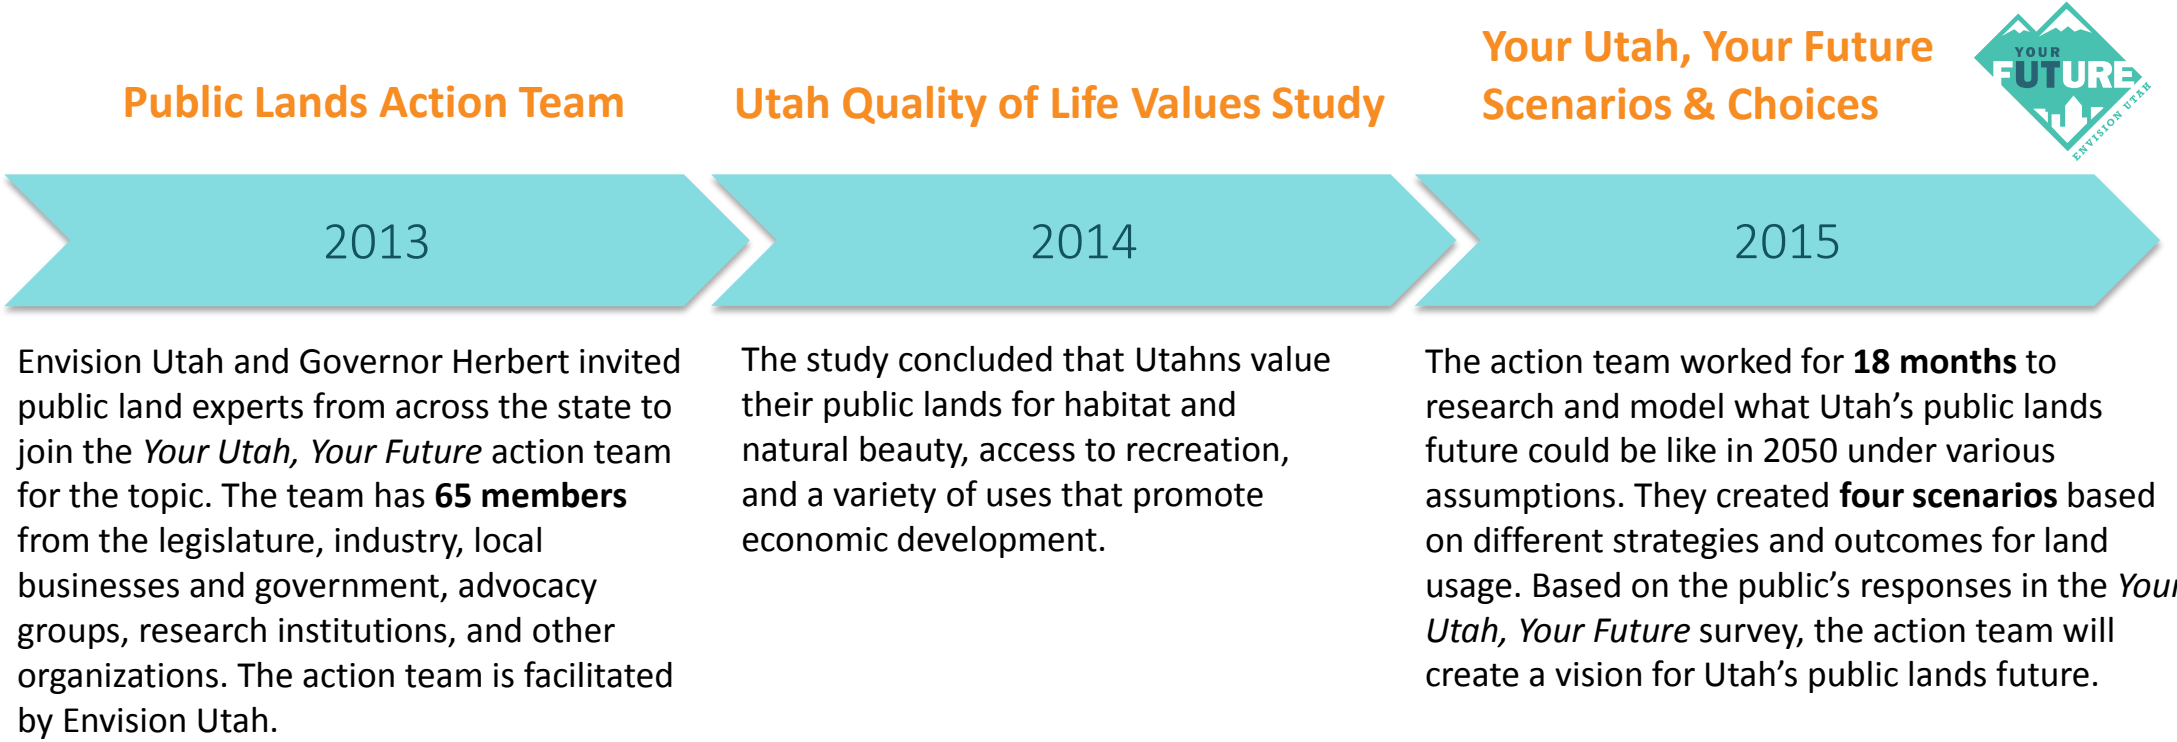 Public Lands Action Team
Utah Quality of Life Values Study
Your Utah, Your Future
Scenarios & Choices
YOUR
FUTURE
ENVISION UTAH
2013
2014
2015
Envision Utah and Governor Herbert invited
public land experts from across the state to
join the Your Utah, Your Future action team
for the topic. The team has 65 members
from the legislature, industry, local
businesses and government, advocacy
groups, research institutions, and other
organizations. The action team is facilitated
by Envision Utah.
The study concluded that Utahns value
their public lands for habitat and
natural beauty, access to recreation,
and a variety of uses that promote
economic development.
The action team worked for 18 months to
research and model what Utah’s public lands
future could be like in 2050 under various
assumptions. They created four scenarios based
on different strategies and outcomes for land
usage. Based on the public’s responses in the Your
Utah, Your Future survey, the action team will
create a vision for Utah’s public lands future.